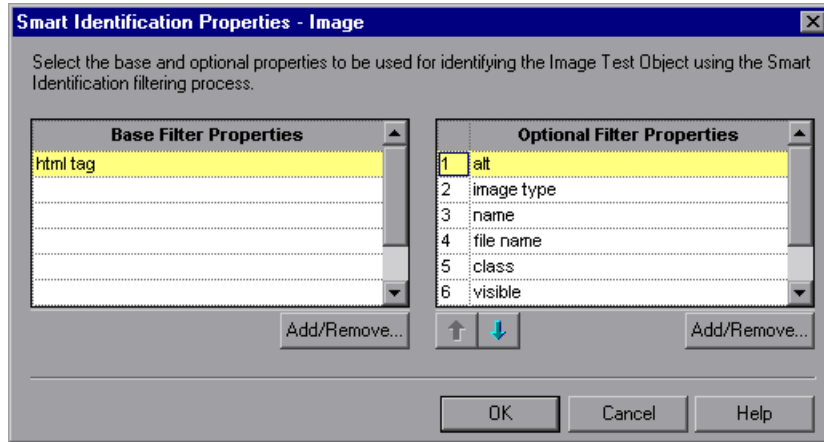 Smart Identification Properties - Image
Select the base and optional properties to be used for identifying the Image Test Object using the Smart
Identification filtering process.
Base Filter Properties
html tag
Add/Remove...
Optional Filter Properties
1 alt
2 image type
3 name
4 file name
5 class
6 visible
Add/Remove...
OK Cancel Help